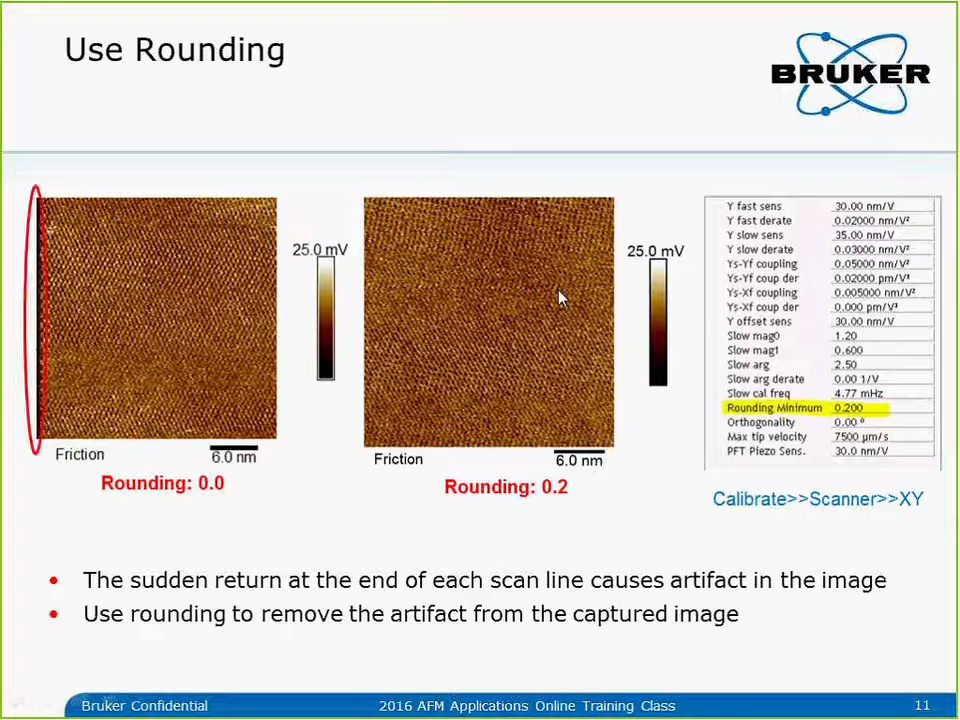 Use Rounding
BRUKER
25.0 mV
Friction
6.0 nm
Rounding: 0.0
25.0 mV
Friction
6.0 nm
Rounding: 0.2
Y fast sens 30.00 nm/V
Y fast derate 0.02000 nm/V²
Y slow sens 35.00 nm/V
Y slow derate 0.03000 nm/V²
Ys-Yf coupling 0.05000 nm/V²
Ys-Yf coup der 0.02000 pm/V³
Ys-Xf coupling 0.005000 nm/V²
Ys-Xf coup der 0.000 pm/V³
Y offset sens 30.00 nm/V
Slow mag0 1.20
Slow mag1 0.600
Slow arg 2.50
Slow arg derate 0.00 1/V
Slow cal freq 4.77 mHz
Rounding Minimum 0.200
Orthogonality 0.00 º
Max tip velocity 7500 µm/s
PFT Piezo Sens. 30.0 nm/V
Calibrate>>Scanner>>XY
• The sudden return at the end of each scan line causes artifact in the image
• Use rounding to remove the artifact from the captured image
Bruker Confidential
2016 AFM Applications Online Training Class
11